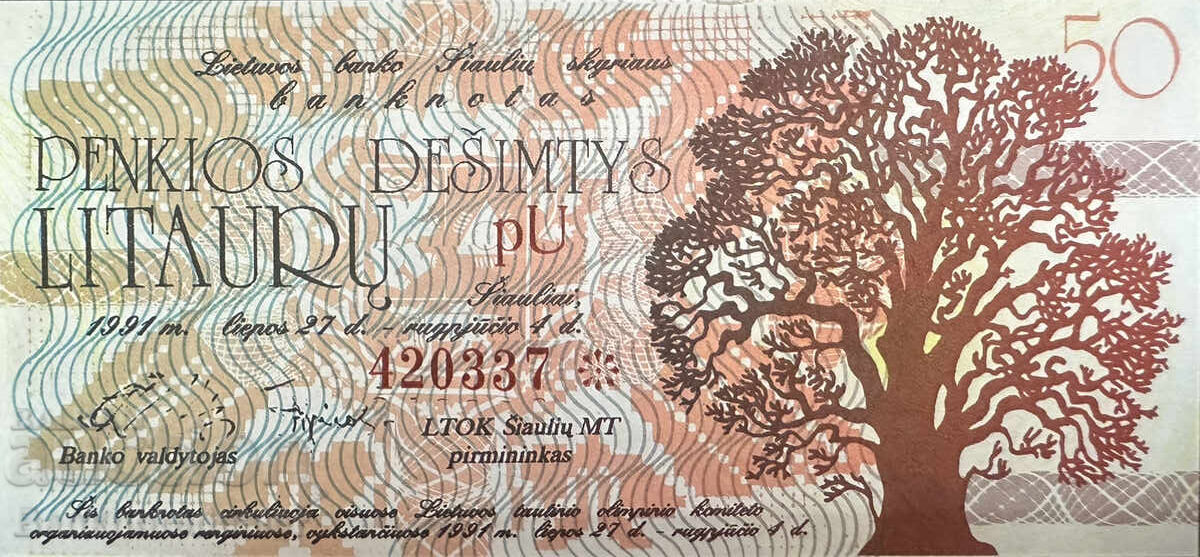 50
Lietuvos banko Šiaulių skyriaus
banknotas
PENKIOS DEŠIMTYS
LITAURŲ pU
Šiauliai,
1991 m. liepos 27 d. - rugpjūčio 4 d.
420337
LTOK Šiaulių MT
Banko valdytojas pirmininkas
Šis banknotas cirkuliuoja visuose Lietuvos tautinio olimpinio komiteto
organizuojamuose renginiuose, vykstančiuose 1991 m. liepos 27 d. - rugpjūčio 4 d.